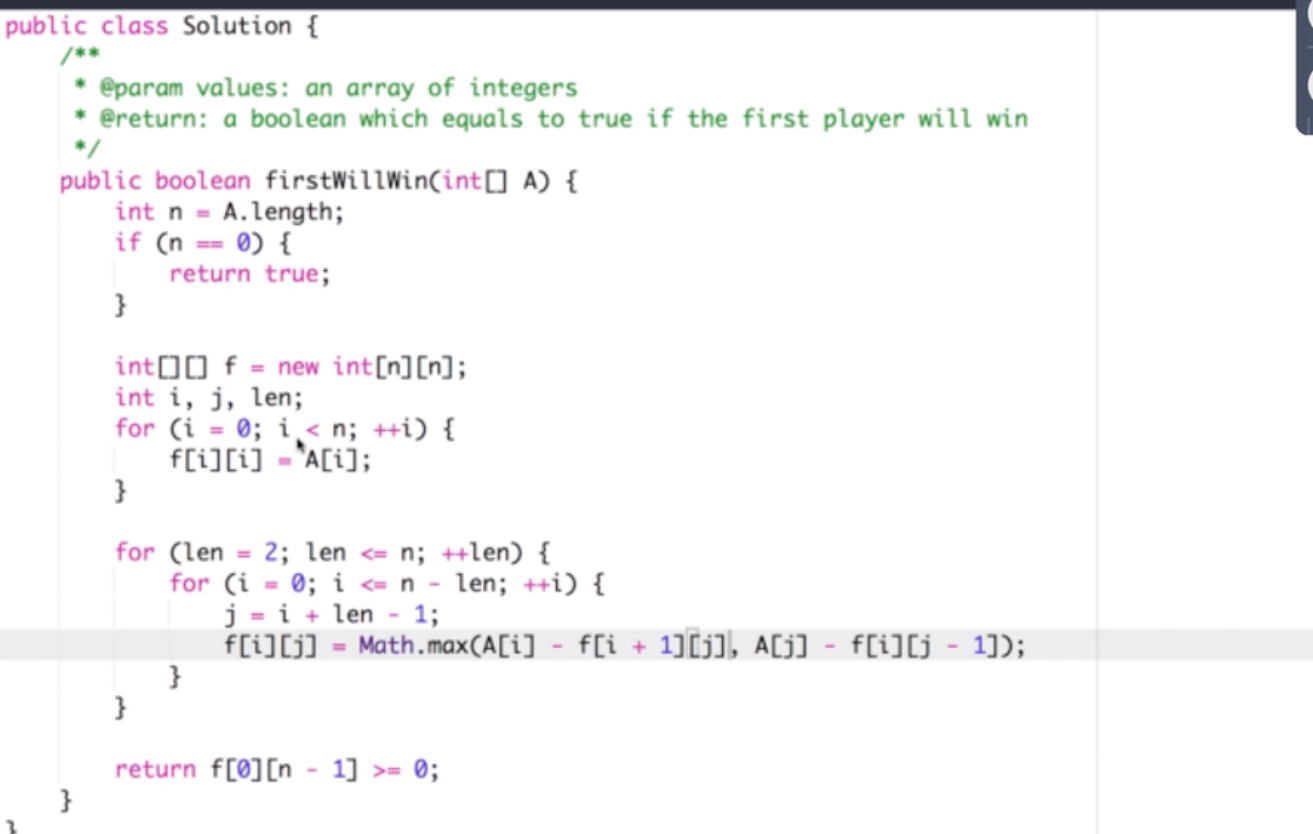 public class Solution {
    /**
     * @param values: an array of integers
     * @return: a boolean which equals to true if the first player will win
     */
    public boolean firstWillWin(int[] A) {
        int n = A.length;
        if (n == 0) {
            return true;
        }

        int[][] f = new int[n][n];
        int i, j, len;
        for (i = 0; i < n; ++i) {
            f[i][i] = A[i];
        }

        for (len = 2; len <= n; ++len) {
            for (i = 0; i <= n - len; ++i) {
                j = i + len - 1;
                f[i][j] = Math.max(A[i] - f[i + 1][j], A[j] - f[i][j - 1]);
            }
        }

        return f[0][n - 1] >= 0;
    }
}